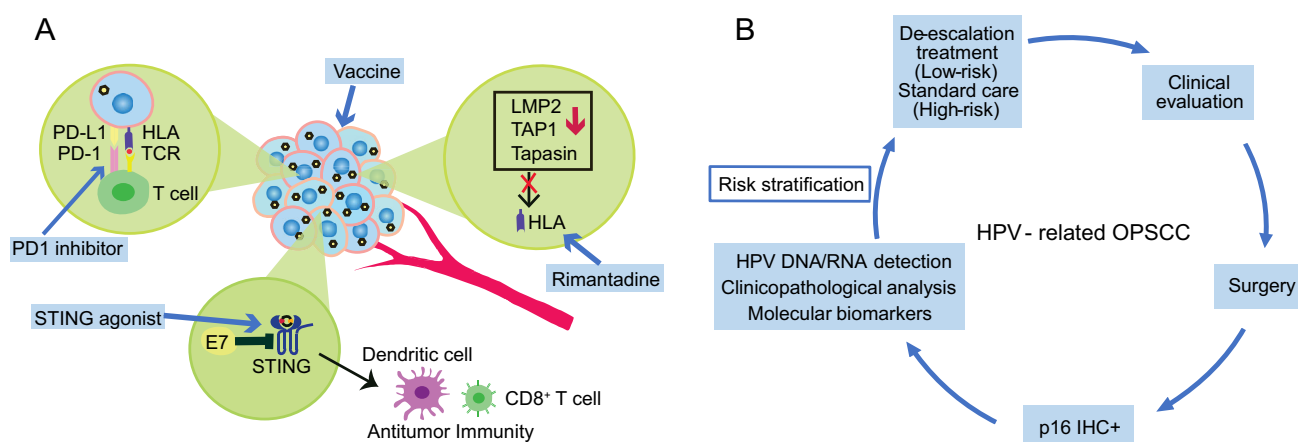 A
Vaccine
PD-L1
HLA
PD-1
TCR
T cell
PD1 inhibitor
LMP2
TAP1
Tapasin
HLA
Rimantadine
STING agonist
E7
STING
Dendritic cell
CD8⁺ T cell
Antitumor Immunity
B
De-escalation
treatment
(Low-risk)
Standard care
(High-risk)
Clinical
evaluation
Risk stratification
HPV - related OPSCC
HPV DNA/RNA detection
Clinicopathological analysis
Molecular biomarkers
Surgery
p16 IHC+